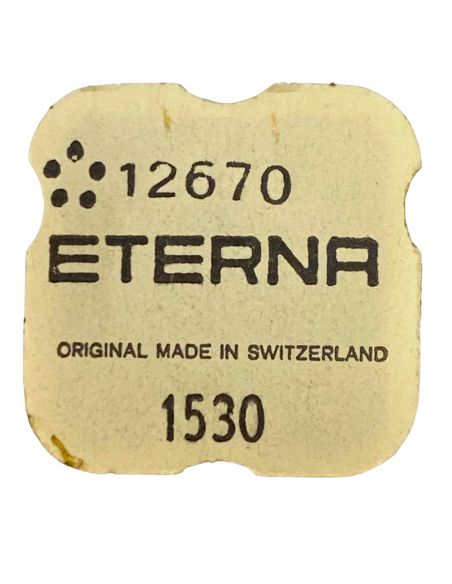 12670
ETERNA
ORIGINAL MADE IN SWITZERLAND
1530